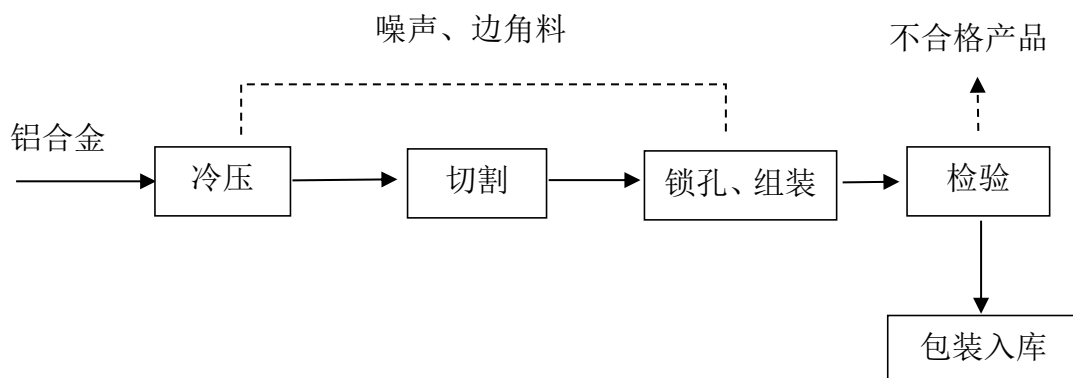 噪声、边角料
不合格产品
铝合金
冷压
切割
锁孔、组装
检验
包装入库